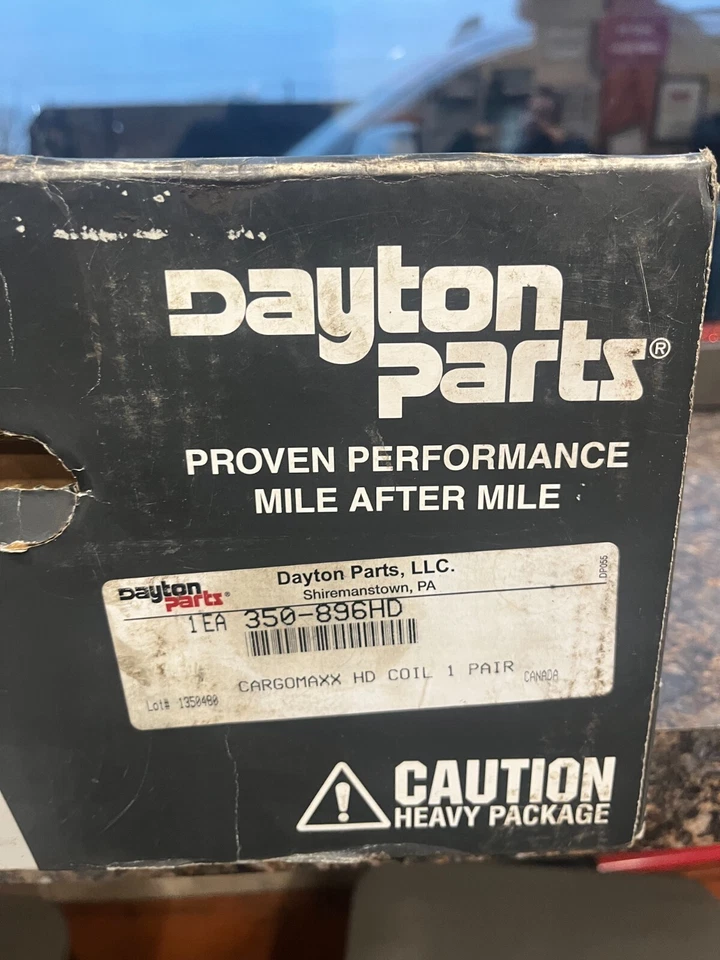 Dayton
Parts®
PROVEN PERFORMANCE
MILE AFTER MILE
Dayton
Parts®
Dayton Parts, LLC.
Shiremanstown, PA
DP055
1EA 350-896HD
CARGOMAXX HD COIL 1 PAIR CANADA
Lot# 1350480
! CAUTION
HEAVY PACKAGE